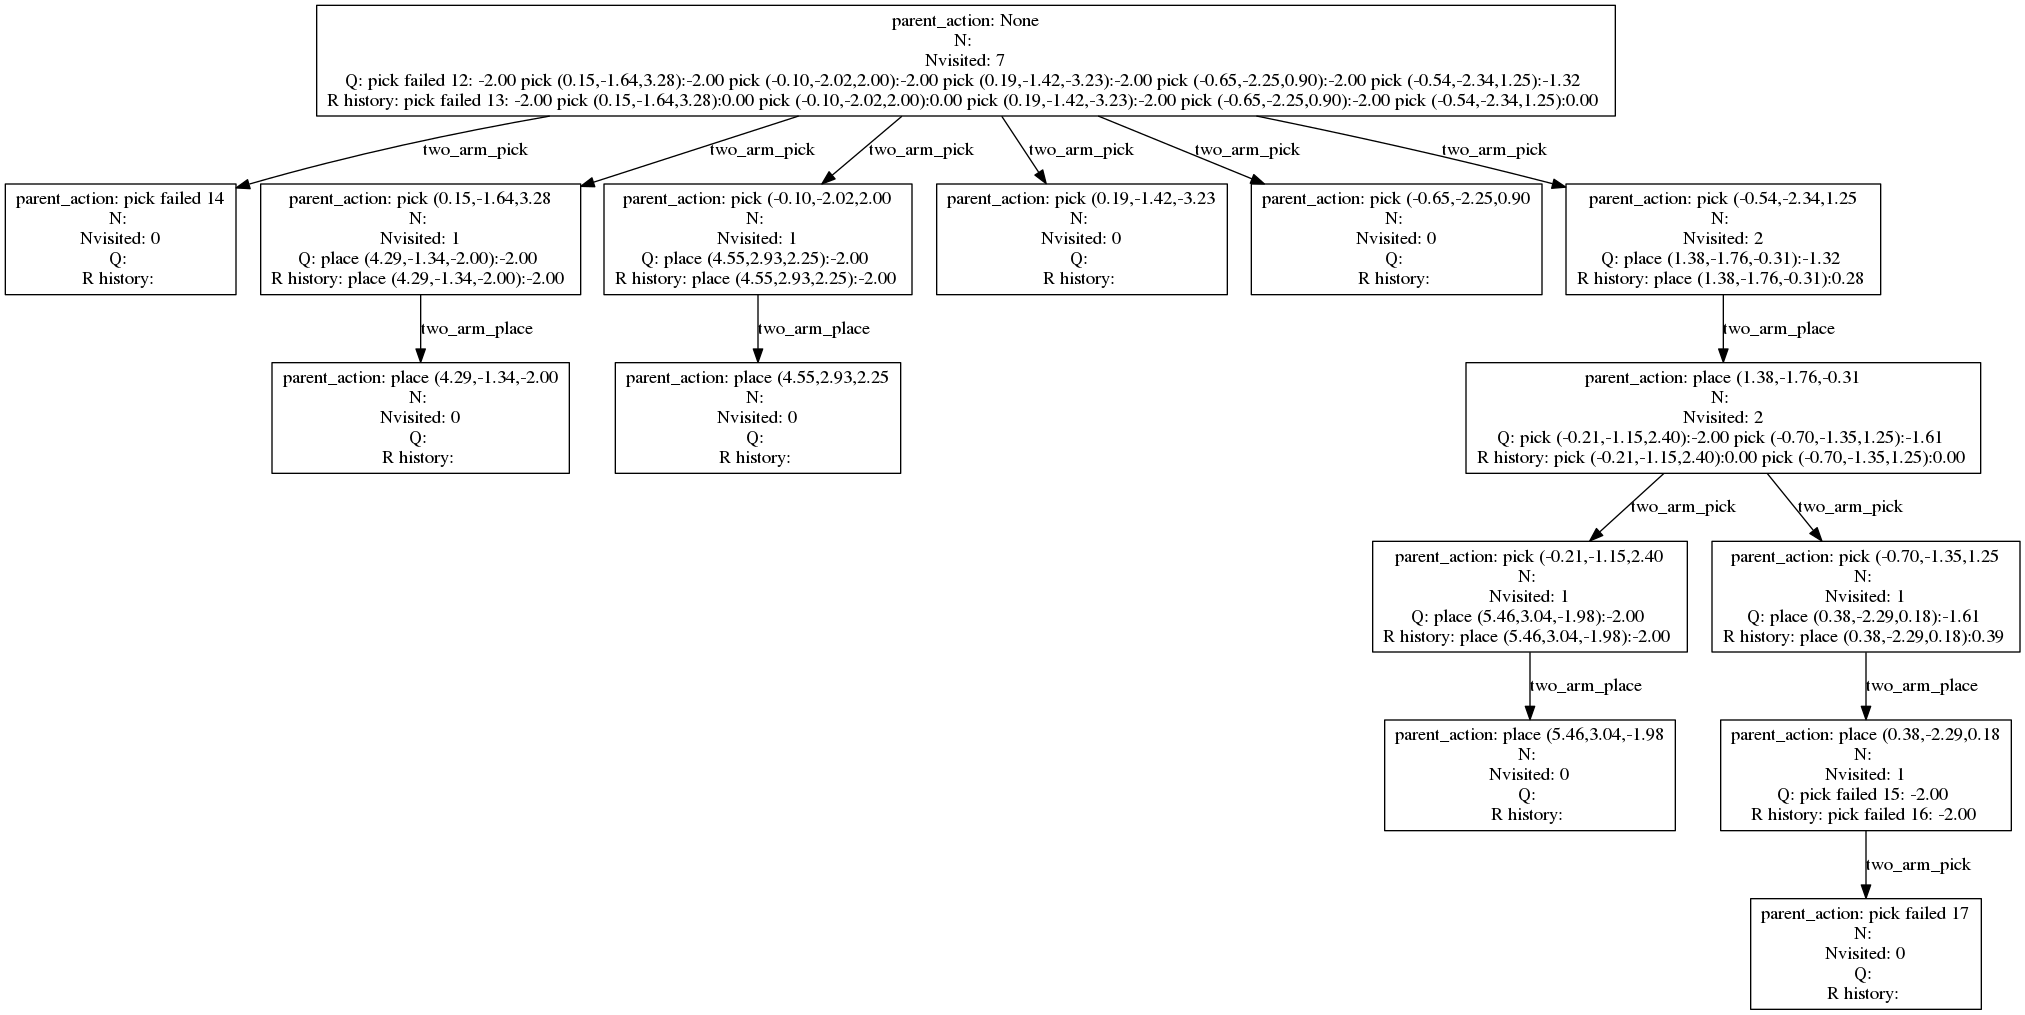 parent_action: None
N:
Nvisited: 7
Q: pick failed 12: -2.00 pick (0.15,-1.64,3.28):-2.00 pick (-0.10,-2.02,2.00):-2.00 pick (0.19,-1.42,-3.23):-2.00 pick (-0.65,-2.25,0.90):-2.00 pick (-0.54,-2.34,1.25):-1.32
R history: pick failed 13: -2.00 pick (0.15,-1.64,3.28):0.00 pick (-0.10,-2.02,2.00):0.00 pick (0.19,-1.42,-3.23):-2.00 pick (-0.65,-2.25,0.90):-2.00 pick (-0.54,-2.34,1.25):0.00
two_arm_pick
two_arm_pick
two_arm_pick
two_arm_pick
two_arm_pick
two_arm_pick
parent_action: pick failed 14
N:
Nvisited: 0
Q:
R history:
parent_action: pick (0.15,-1.64,3.28
N:
Nvisited: 1
Q: place (4.29,-1.34,-2.00):-2.00
R history: place (4.29,-1.34,-2.00):-2.00
parent_action: pick (-0.10,-2.02,2.00
N:
Nvisited: 1
Q: place (4.55,2.93,2.25):-2.00
R history: place (4.55,2.93,2.25):-2.00
parent_action: pick (0.19,-1.42,-3.23
N:
Nvisited: 0
Q:
R history:
parent_action: pick (-0.65,-2.25,0.90
N:
Nvisited: 0
Q:
R history:
parent_action: pick (-0.54,-2.34,1.25
N:
Nvisited: 2
Q: place (1.38,-1.76,-0.31):-1.32
R history: place (1.38,-1.76,-0.31):0.28
two_arm_place
two_arm_place
two_arm_place
parent_action: place (4.29,-1.34,-2.00
N:
Nvisited: 0
Q:
R history:
parent_action: place (4.55,2.93,2.25
N:
Nvisited: 0
Q:
R history:
parent_action: place (1.38,-1.76,-0.31
N:
Nvisited: 2
Q: pick (-0.21,-1.15,2.40):-2.00 pick (-0.70,-1.35,1.25):-1.61
R history: pick (-0.21,-1.15,2.40):0.00 pick (-0.70,-1.35,1.25):0.00
two_arm_pick
two_arm_pick
parent_action: pick (-0.21,-1.15,2.40
N:
Nvisited: 1
Q: place (5.46,3.04,-1.98):-2.00
R history: place (5.46,3.04,-1.98):-2.00
parent_action: pick (-0.70,-1.35,1.25
N:
Nvisited: 1
Q: place (0.38,-2.29,0.18):-1.61
R history: place (0.38,-2.29,0.18):0.39
two_arm_place
two_arm_place
parent_action: place (5.46,3.04,-1.98
N:
Nvisited: 0
Q:
R history:
parent_action: place (0.38,-2.29,0.18
N:
Nvisited: 1
Q: pick failed 15: -2.00
R history: pick failed 16: -2.00
two_arm_pick
parent_action: pick failed 17
N:
Nvisited: 0
Q:
R history: